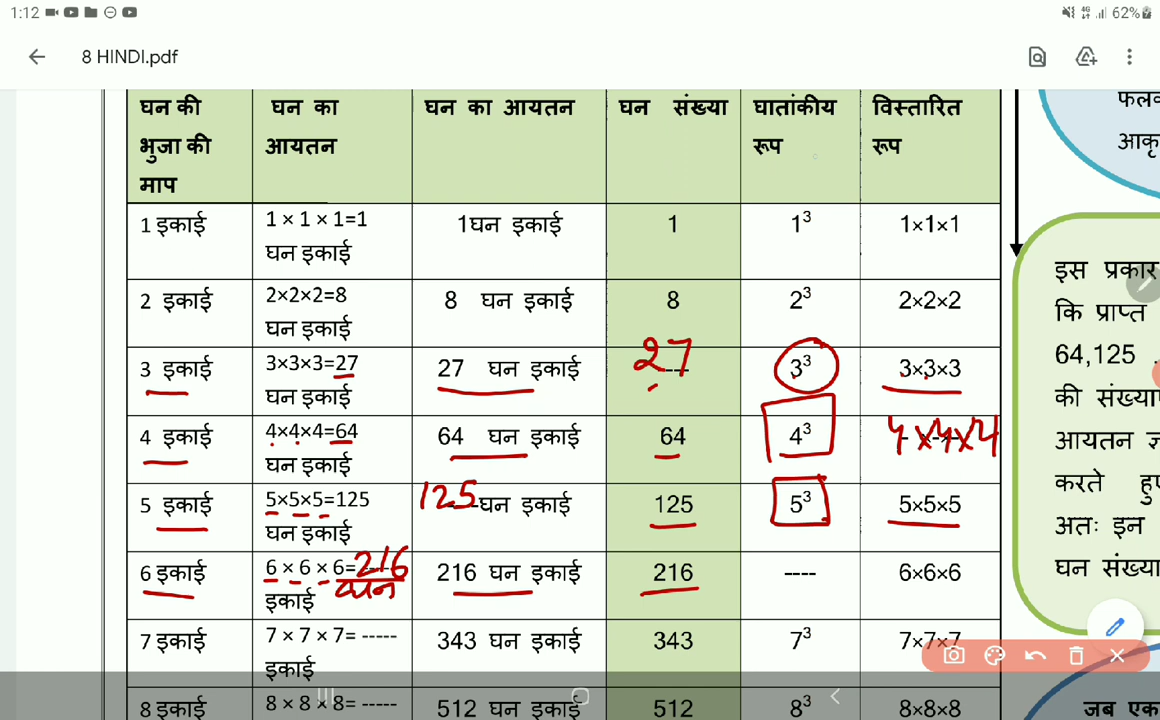 1:12 4G 62%
8 HINDI.pdf
घन की भुजा की माप घन का आयतन घन का आयतन घन संख्या घातांकीय रूप विस्तारित रूप
1 इकाई 1 × 1 × 1=1 घन इकाई 1घन इकाई 1 1³ 1×1×1
2 इकाई 2×2×2=8 घन इकाई 8 घन इकाई 8 2³ 2×2×2
3 इकाई 3×3×3=27 घन इकाई 27 घन इकाई 27 3³ 3×3×3
4 इकाई 4×4×4=64 घन इकाई 64 घन इकाई 64 4³ 4×4×4
5 इकाई 5×5×5=125 घन इकाई 125 घन इकाई 125 5³ 5×5×5
6 इकाई 6 × 6 × 6=216 घन इकाई 216 घन इकाई 216 ---- 6×6×6
7 इकाई 7 × 7 × 7= ----- इकाई 343 घन इकाई 343 7³ 7×7×7
8 इकाई 8 × 8 × 8= ----- 512 घन इकाई 512 8³ 8×8×8
इस प्रकार
कि प्राप्त
64,125
की
आयतन
करते
अतः इन
घन
जब एक